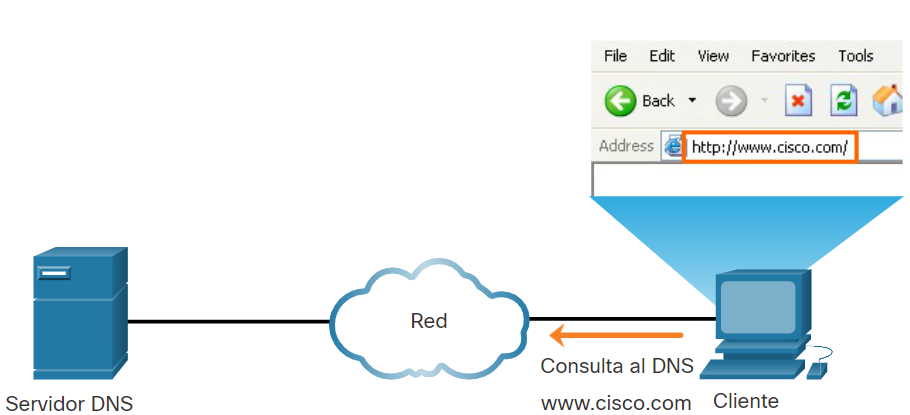 File Edit View Favorites Tools
Back
Address http://www.cisco.com/
Red
Consulta al DNS
www.cisco.com
Servidor DNS
Cliente